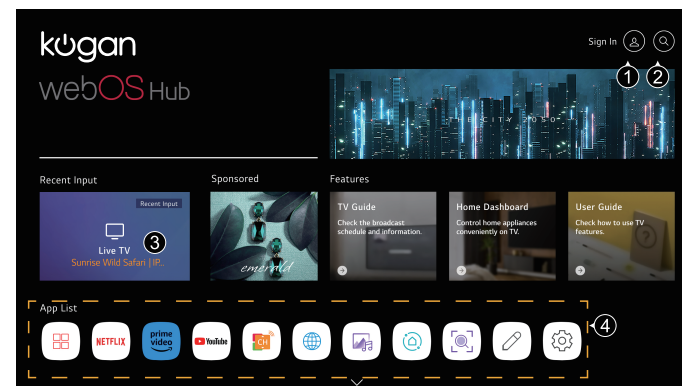 kogan
Sign In
1
2
webOS Hub
THE CITY 2050
Recent Input
Sponsored
Features
Recent Input
Live TV
3
Sunrise Wild Safari | IP...
emerald
TV Guide
Check the broadcast
schedule and information.
Home Dashboard
Control home appliances
conveniently on TV.
User Guide
Check how to use TV
features.
App List
4
NETFLIX
prime
video
YouTube
CH